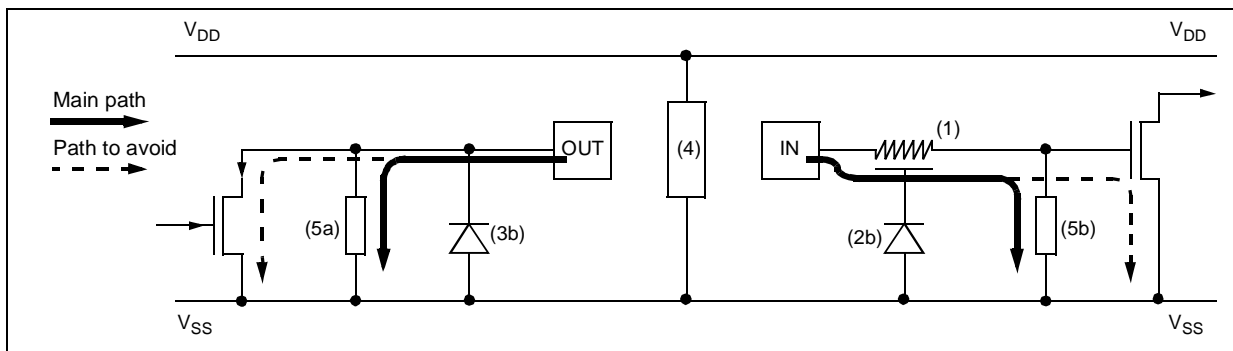 VDD
VDD
Main path
Path to avoid
OUT
(4)
IN
(1)
(5a)
(3b)
(2b)
(5b)
VSS
VSS